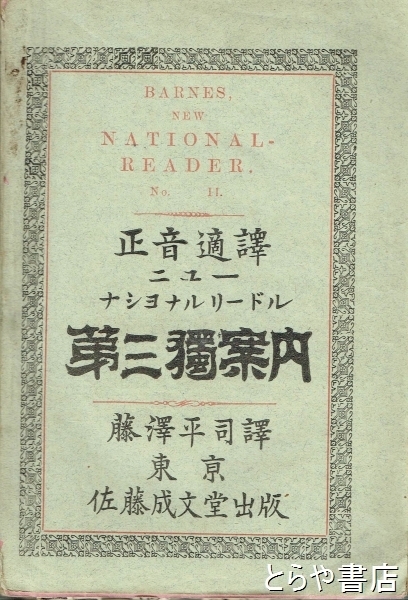 BARNES,
NEW
NATIONAL-
READER.
No. II.
正音適譯
ニユー
ナシヨナルリードル
第二獨案内
藤澤平司譯
東京
佐藤成文堂出版
とらや書店